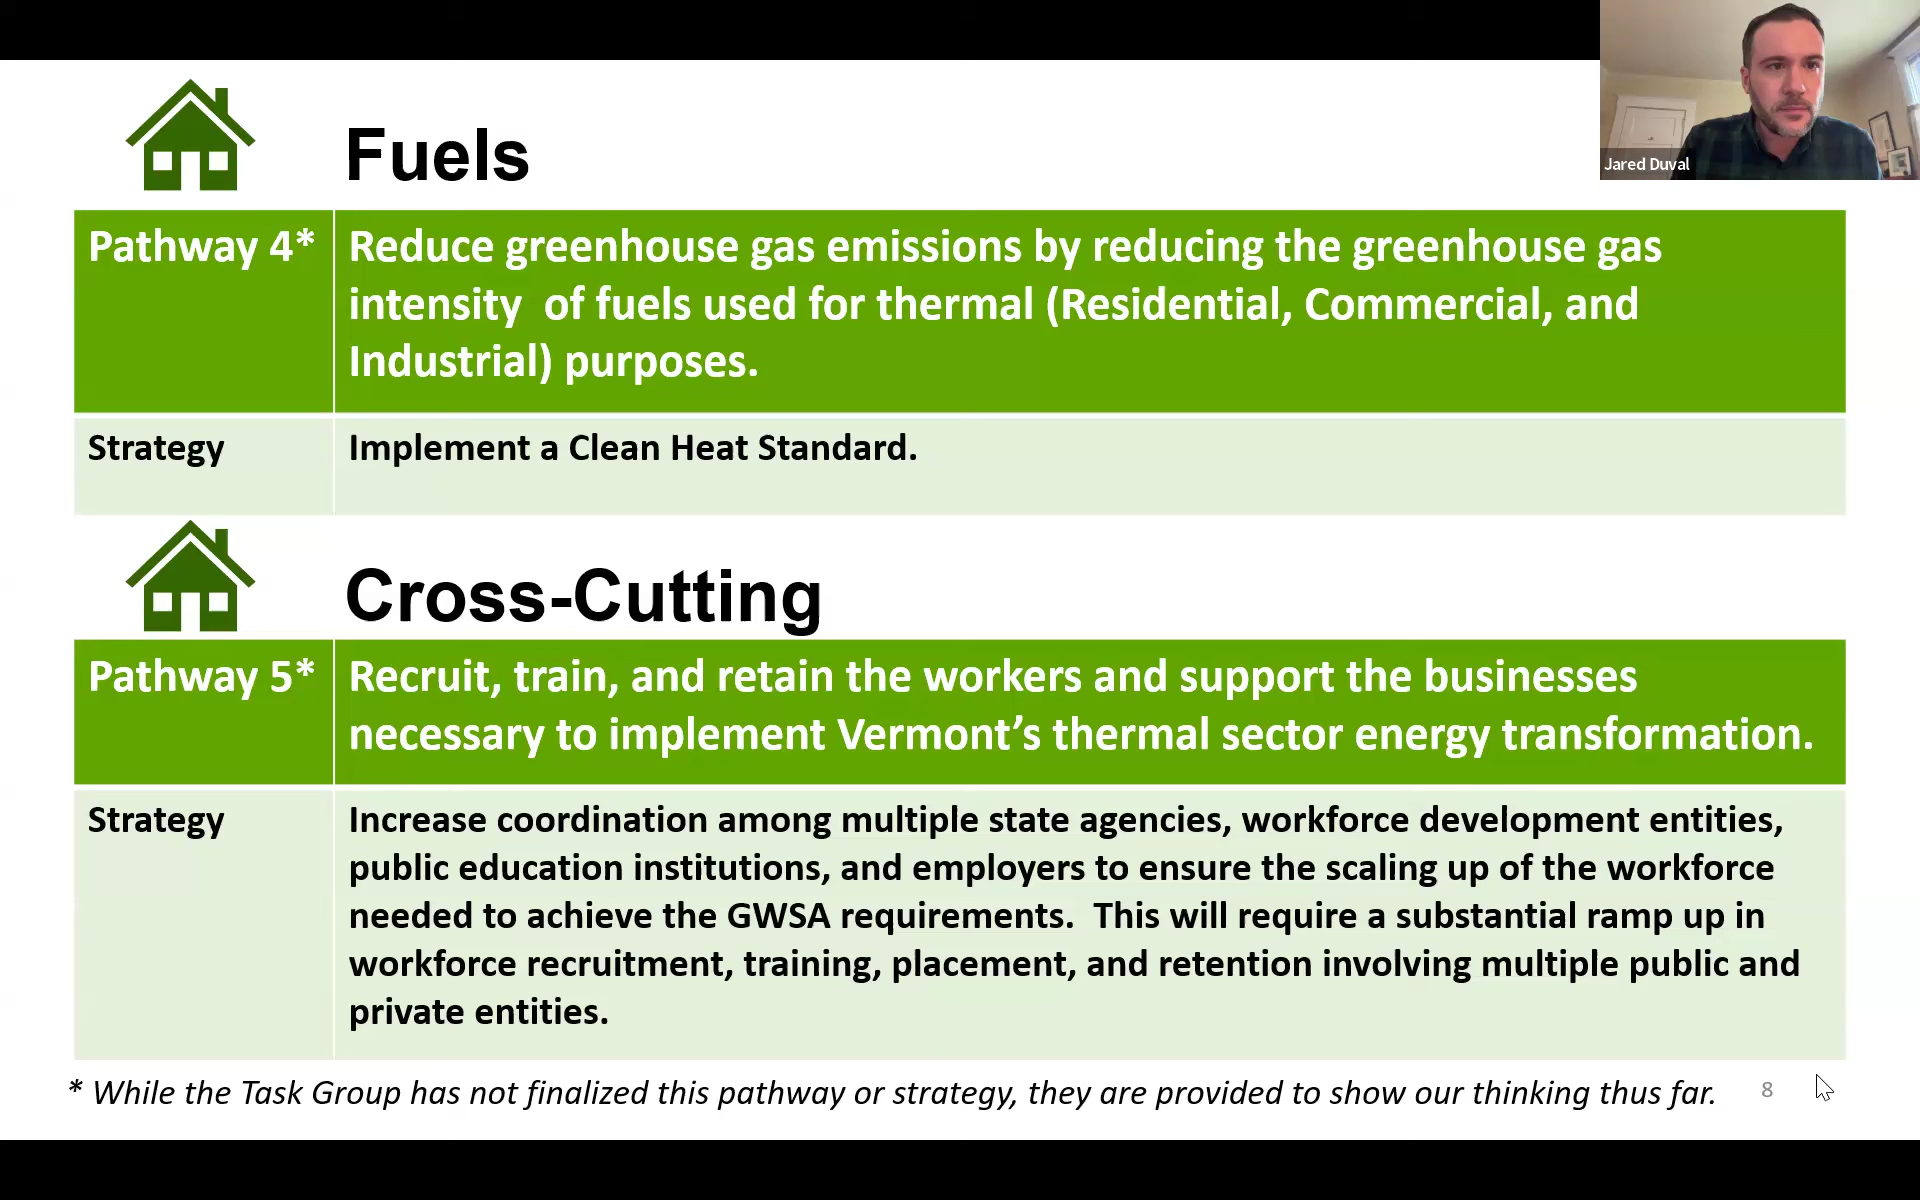 Jared Duval
Fuels
Pathway 4*
Reduce greenhouse gas emissions by reducing the greenhouse gas
intensity  of fuels used for thermal (Residential, Commercial, and
Industrial) purposes.
Strategy
Implement a Clean Heat Standard.
Cross-Cutting
Pathway 5*
Recruit, train, and retain the workers and support the businesses
necessary to implement Vermont’s thermal sector energy transformation.
Strategy
Increase coordination among multiple state agencies, workforce development entities,
public education institutions, and employers to ensure the scaling up of the workforce
needed to achieve the GWSA requirements.  This will require a substantial ramp up in
workforce recruitment, training, placement, and retention involving multiple public and
private entities.
* While the Task Group has not finalized this pathway or strategy, they are provided to show our thinking thus far.
8